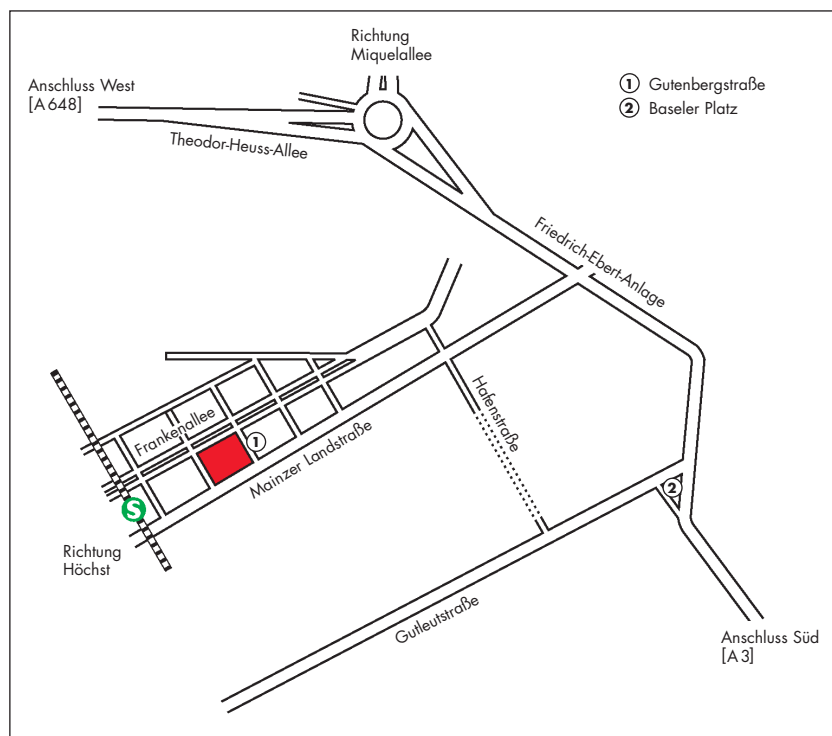 Richtung
Miquelallee
Anschluss West
[A 648]
① Gutenbergstraße
② Baseler Platz
Theodor-Heuss-Allee
Friedrich-Ebert-Anlage
Hafenstraße
Frankenallee
①
Mainzer Landstraße
②
S
Richtung
Höchst
Gutleutstraße
Anschluss Süd
[A 3]